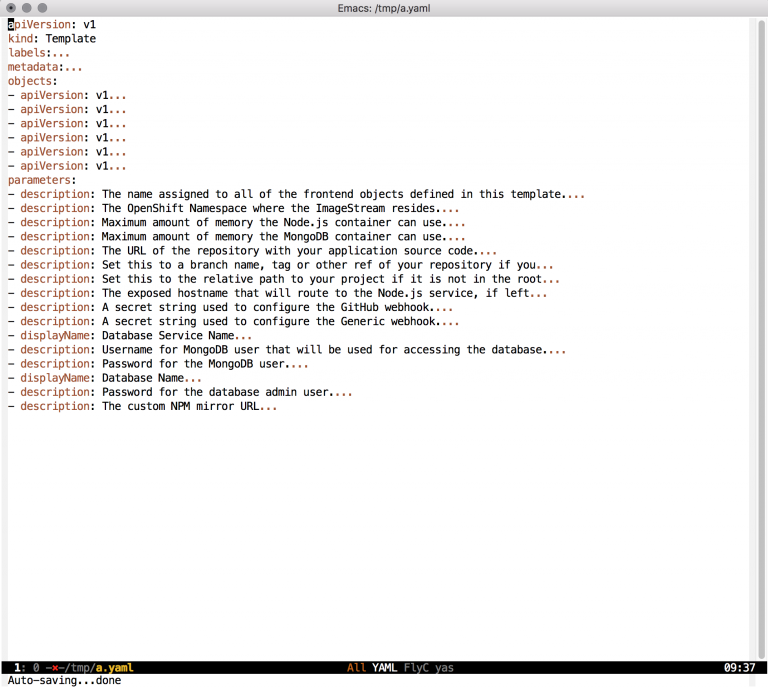 Emacs: /tmp/a.yaml
apiVersion: v1
kind: Template
labels:...
metadata:...
objects:
- apiVersion: v1...
- apiVersion: v1...
- apiVersion: v1...
- apiVersion: v1...
- apiVersion: v1...
- apiVersion: v1...
parameters:
- description: The name assigned to all of the frontend objects defined in this template....
- description: The OpenShift Namespace where the ImageStream resides....
- description: Maximum amount of memory the Node.js container can use....
- description: Maximum amount of memory the MongoDB container can use....
- description: The URL of the repository with your application source code....
- description: Set this to a branch name, tag or other ref of your repository if you...
- description: Set this to the relative path to your project if it is not in the root...
- description: The exposed hostname that will route to the Node.js service, if left...
- description: A secret string used to configure the GitHub webhook....
- description: A secret string used to configure the Generic webhook....
- displayName: Database Service Name...
- description: Username for MongoDB user that will be used for accessing the database....
- description: Password for the MongoDB user....
- displayName: Database Name...
- description: Password for the database admin user....
- description: The custom NPM mirror URL...
1: 0 -×-/tmp/a.yaml All YAML FlyC yas 09:37
Auto-saving...done